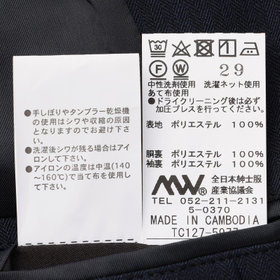 ・手しぼりやタンブラー乾燥機
の使用はシワや収縮の原因
となりますのでお避け下さ
い。
・洗濯後シワが残る場合はアイ
ロンして下さい。
・アイロンの温度は中温(140
～160℃)で当て布を使用し
て下さい。
30
F W 29
中性洗剤使用 洗濯ネット使用
あて布使用
●ドライクリーニング後は必ず
加圧プレスを行ってください。
表地 ポリエステル 100%
胴裏 ポリエステル 100%
袖裏 ポリエステル 100%
全日本紳士服
産業協議会
TEL 052-211-2131
5-0370
MADE IN CAMBODIA